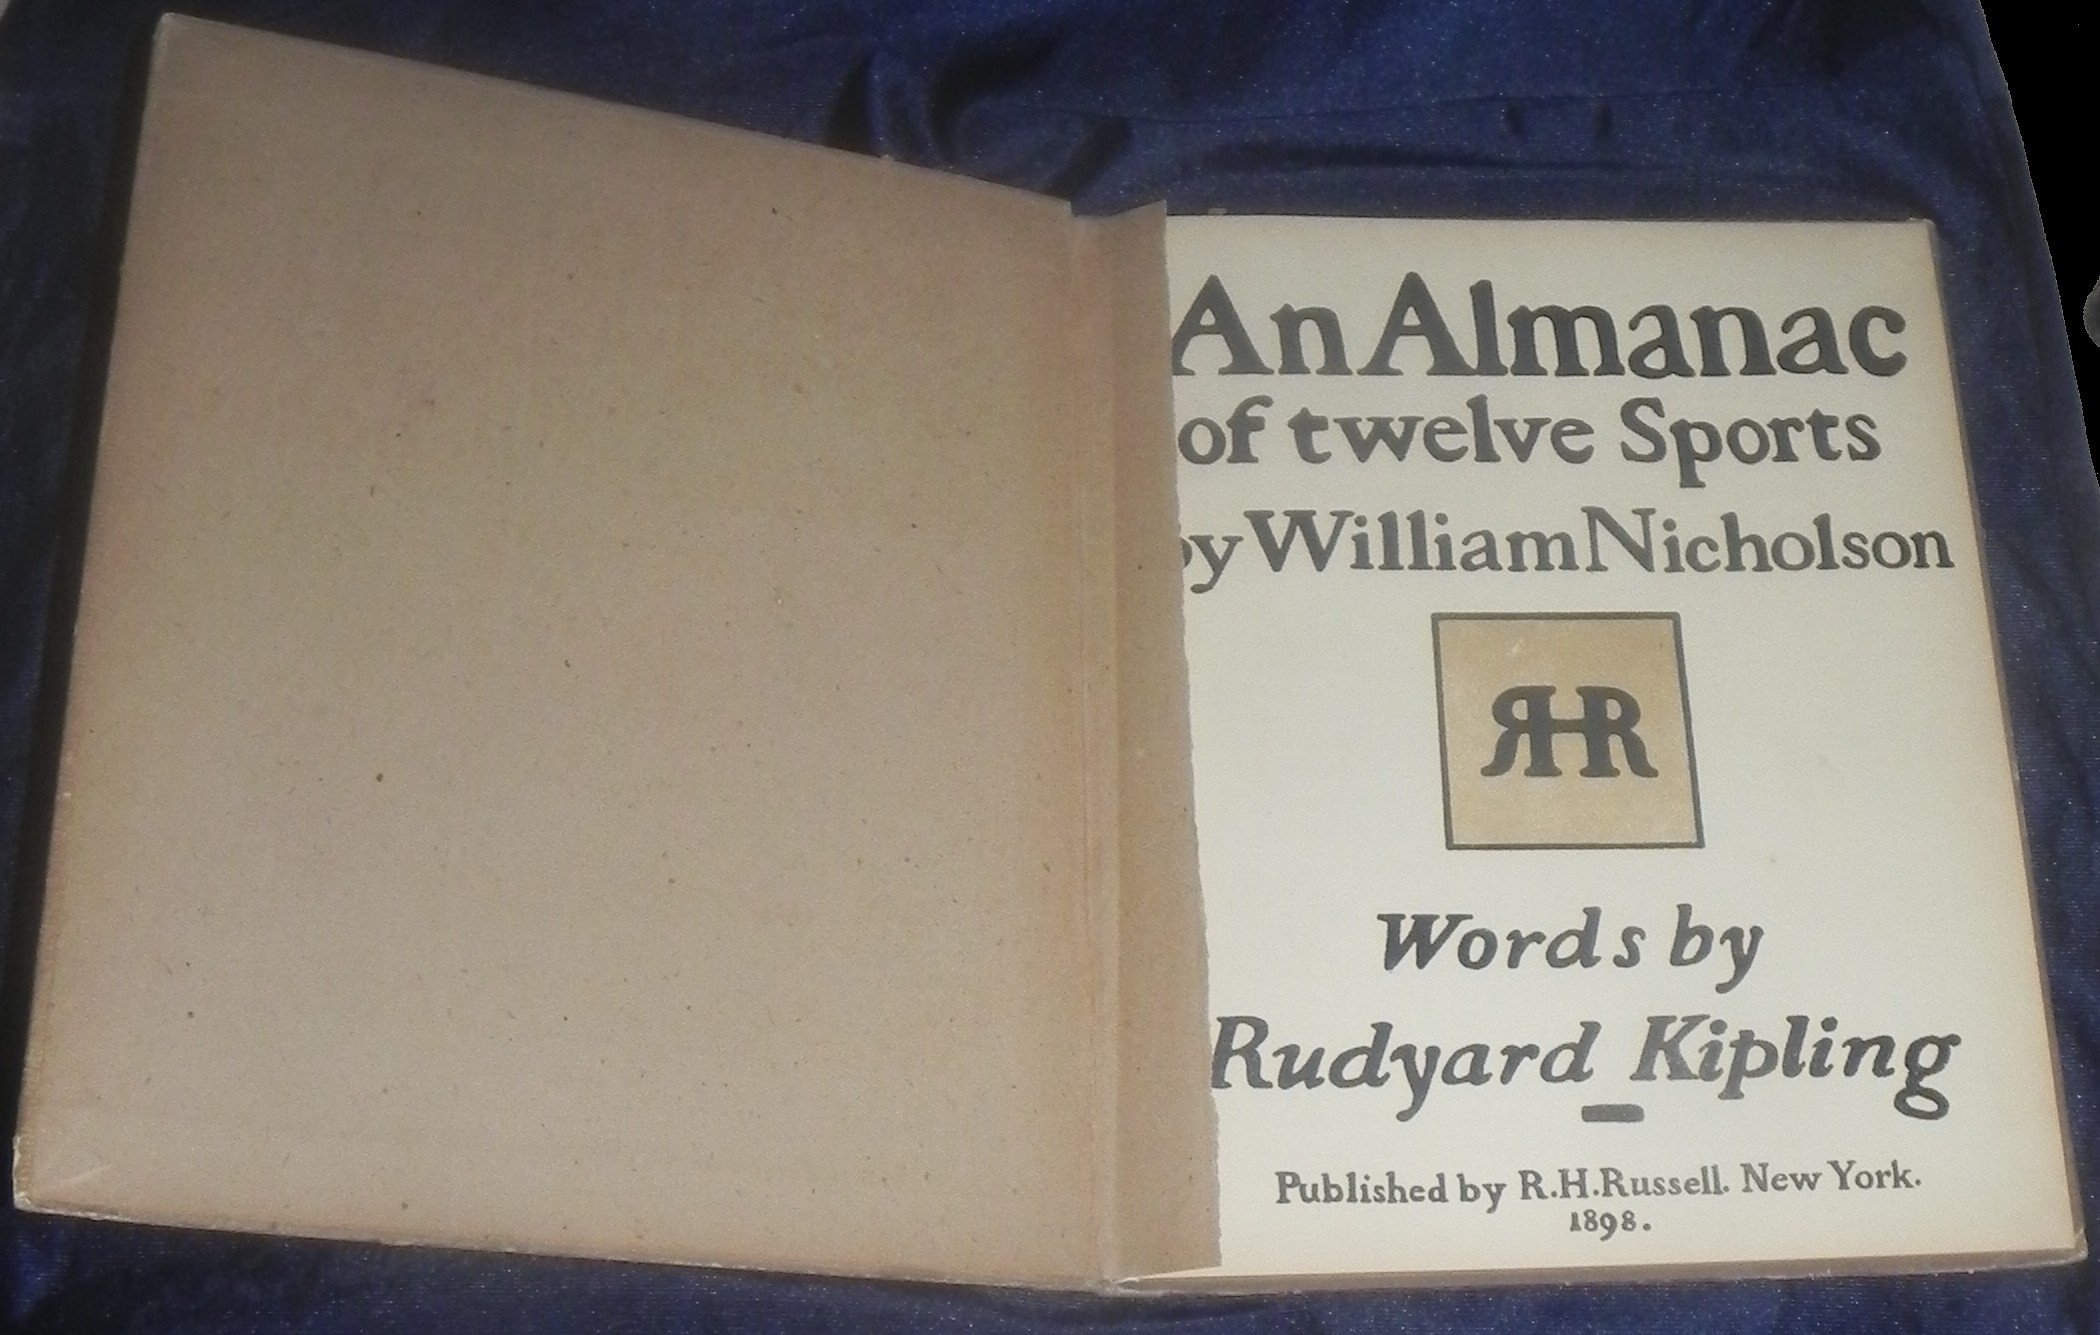 An Almanac
of twelve Sports
by William Nicholson
RHR
Words by
Rudyard Kipling
Published by R.H.Russell. New York.
1898.